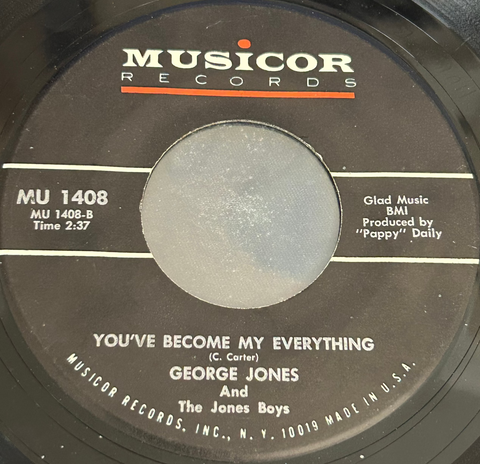 MUSICOR
RECORDS
MU 1408
MU 1408-B
Time 2:37
Glad Music
BMI
Produced by
"Pappy" Daily
YOU'VE BECOME MY EVERYTHING
(C. Carter)
GEORGE JONES
And
The Jones Boys
MUSICOR RECORDS, INC., N. Y. 10019 MADE IN U.S.A.